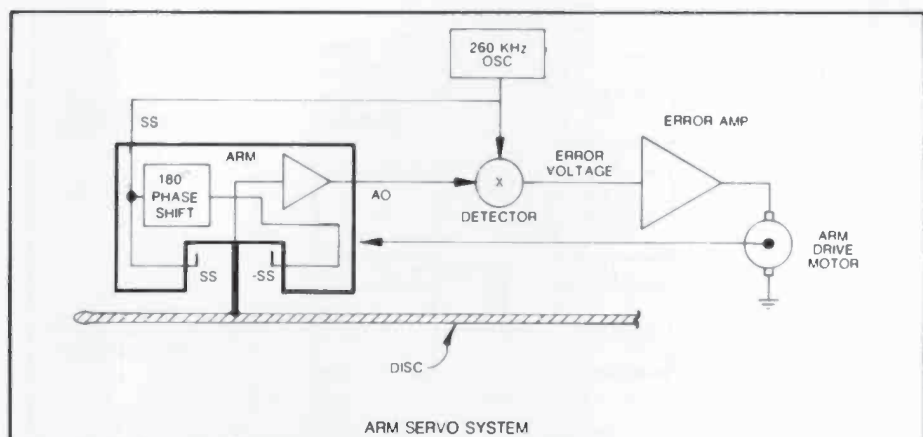 260 KHz
OSC
SS
ARM
ERROR AMP
180°
PHASE
SHIFT
AO
X
ERROR
VOLTAGE
DETECTOR
SS
-SS
ARM
DRIVE
MOTOR
DISC
ARM SERVO SYSTEM